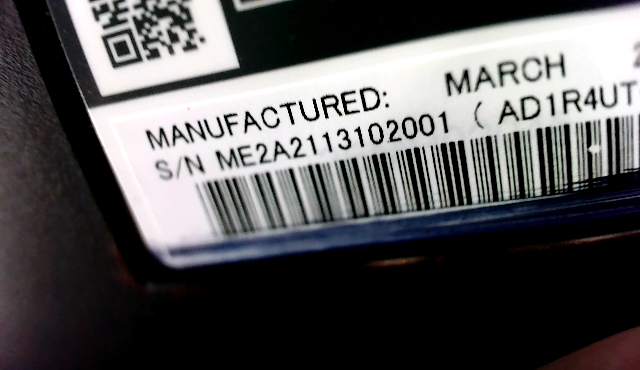 MANUFACTURED: MARCH
S/N ME2A2113102001 ( AD1R4UT